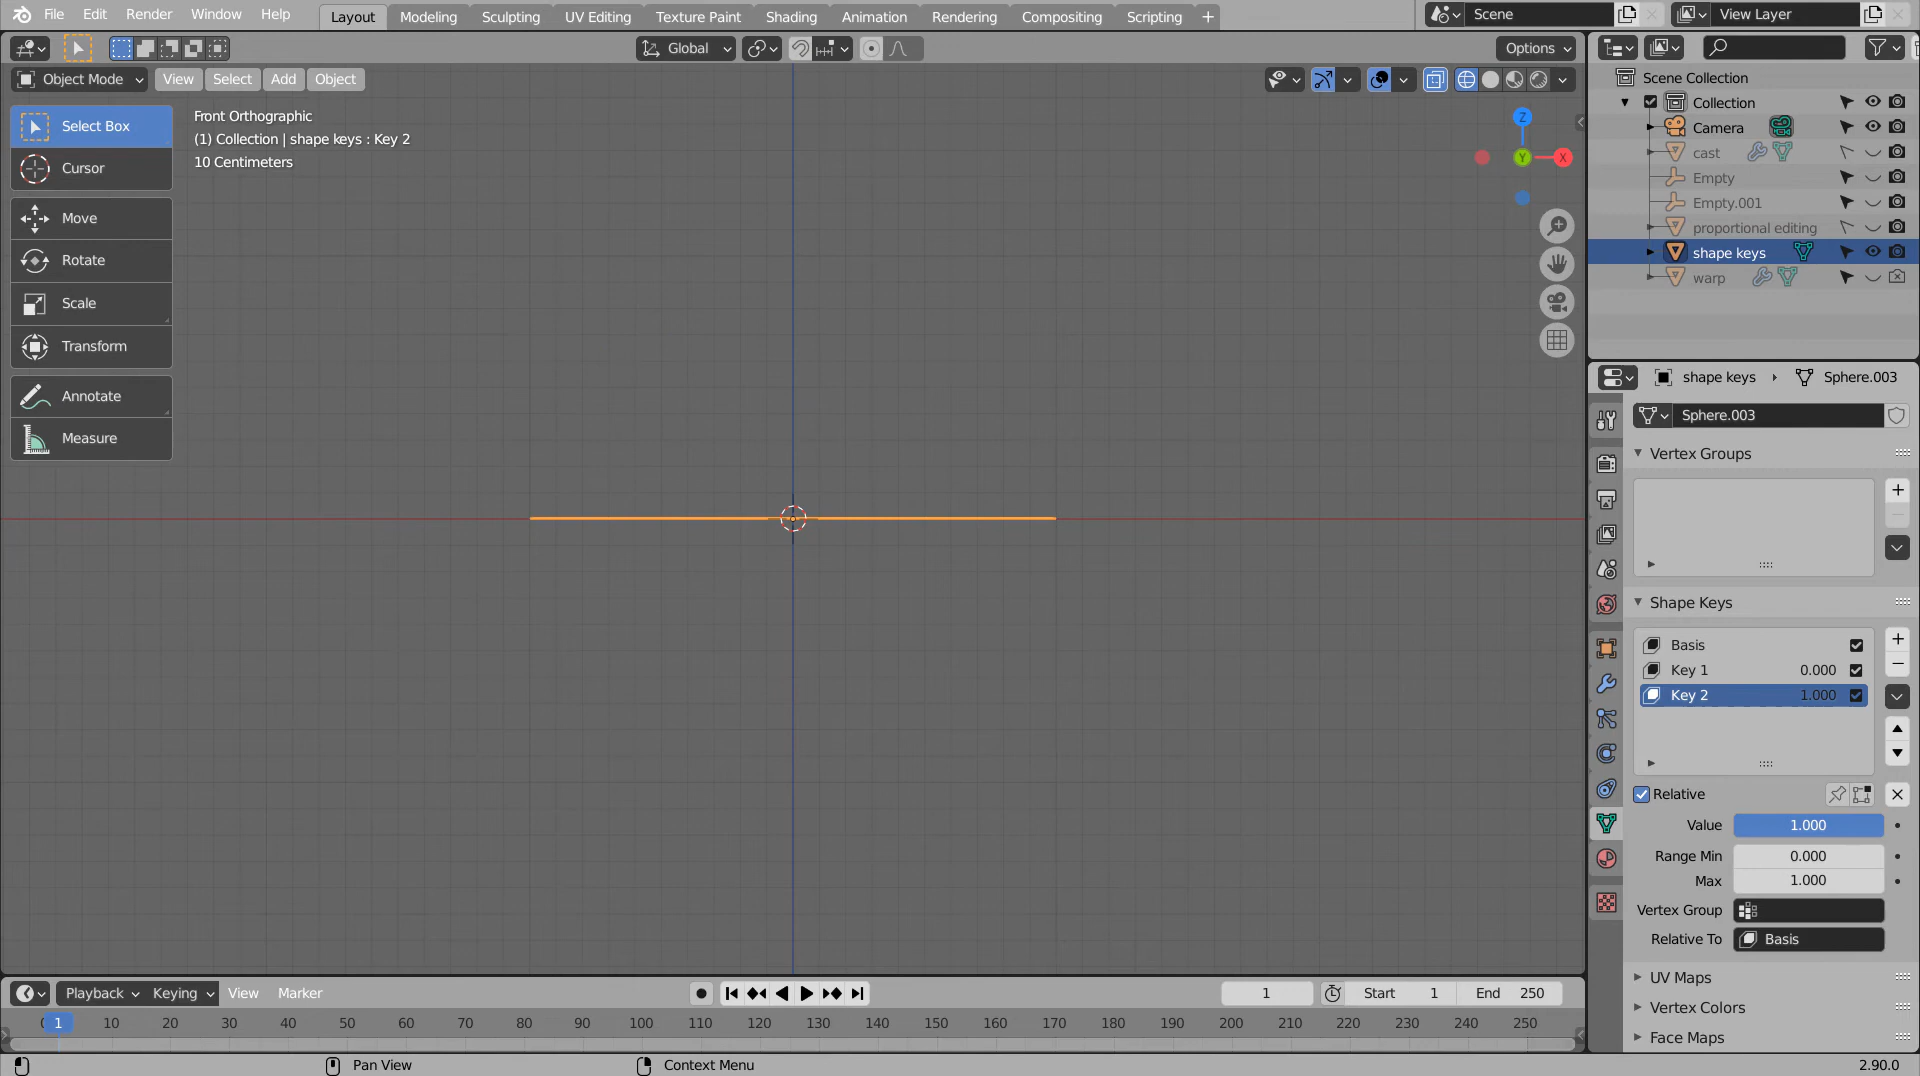 File Edit Render Window Help Layout Modeling Sculpting UV Editing Texture Paint Shading Animation Rendering Compositing Scripting + Scene View Layer
Global Options
Object Mode View Select Add Object
Select Box
Cursor
Move
Rotate
Scale
Transform
Annotate
Measure
Front Orthographic
(1) Collection | shape keys : Key 2
10 Centimeters
Z
Y
X
Scene Collection
Collection
Camera
cast
Empty
Empty.001
proportional editing
shape keys
warp
shape keys Sphere.003
Sphere.003
Vertex Groups
Shape Keys
Basis
Key 1 0.000
Key 2 1.000
Relative
Value 1.000
Range Min 0.000
Max 1.000
Vertex Group
Relative To Basis
UV Maps
Vertex Colors
Face Maps
Playback Keying View Marker 1 Start 1 End 250
1 10 20 30 40 50 60 70 80 90 100 110 120 130 140 150 160 170 180 190 200 210 220 230 240 250
Pan View Context Menu 2.90.0